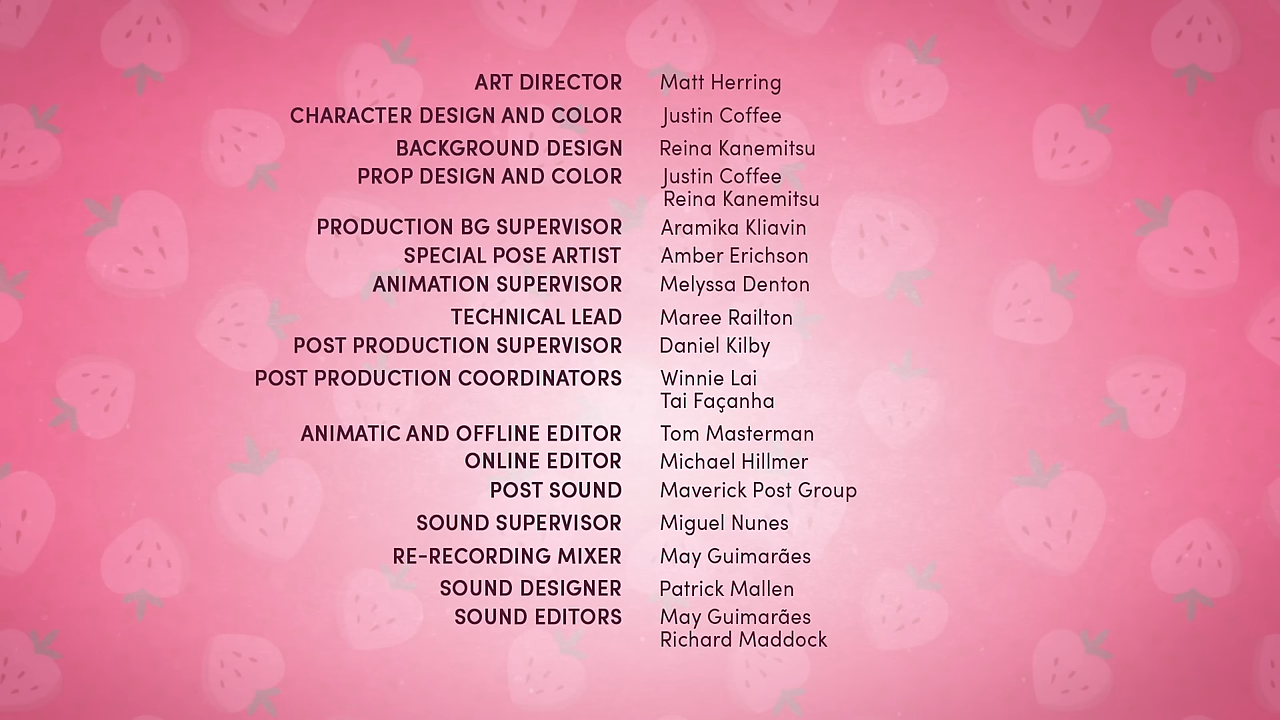 ART DIRECTOR Matt Herring
CHARACTER DESIGN AND COLOR Justin Coffee
BACKGROUND DESIGN Reina Kanemitsu
PROP DESIGN AND COLOR Justin Coffee
Reina Kanemitsu
PRODUCTION BG SUPERVISOR Aramika Kliavin
SPECIAL POSE ARTIST Amber Erichson
ANIMATION SUPERVISOR Melyssa Denton
TECHNICAL LEAD Maree Railton
POST PRODUCTION SUPERVISOR Daniel Kilby
POST PRODUCTION COORDINATORS Winnie Lai
Tai Façanha
ANIMATIC AND OFFLINE EDITOR Tom Masterman
ONLINE EDITOR Michael Hillmer
POST SOUND Maverick Post Group
SOUND SUPERVISOR Miguel Nunes
RE-RECORDING MIXER May Guimarães
SOUND DESIGNER Patrick Mallen
SOUND EDITORS May Guimarães
Richard Maddock